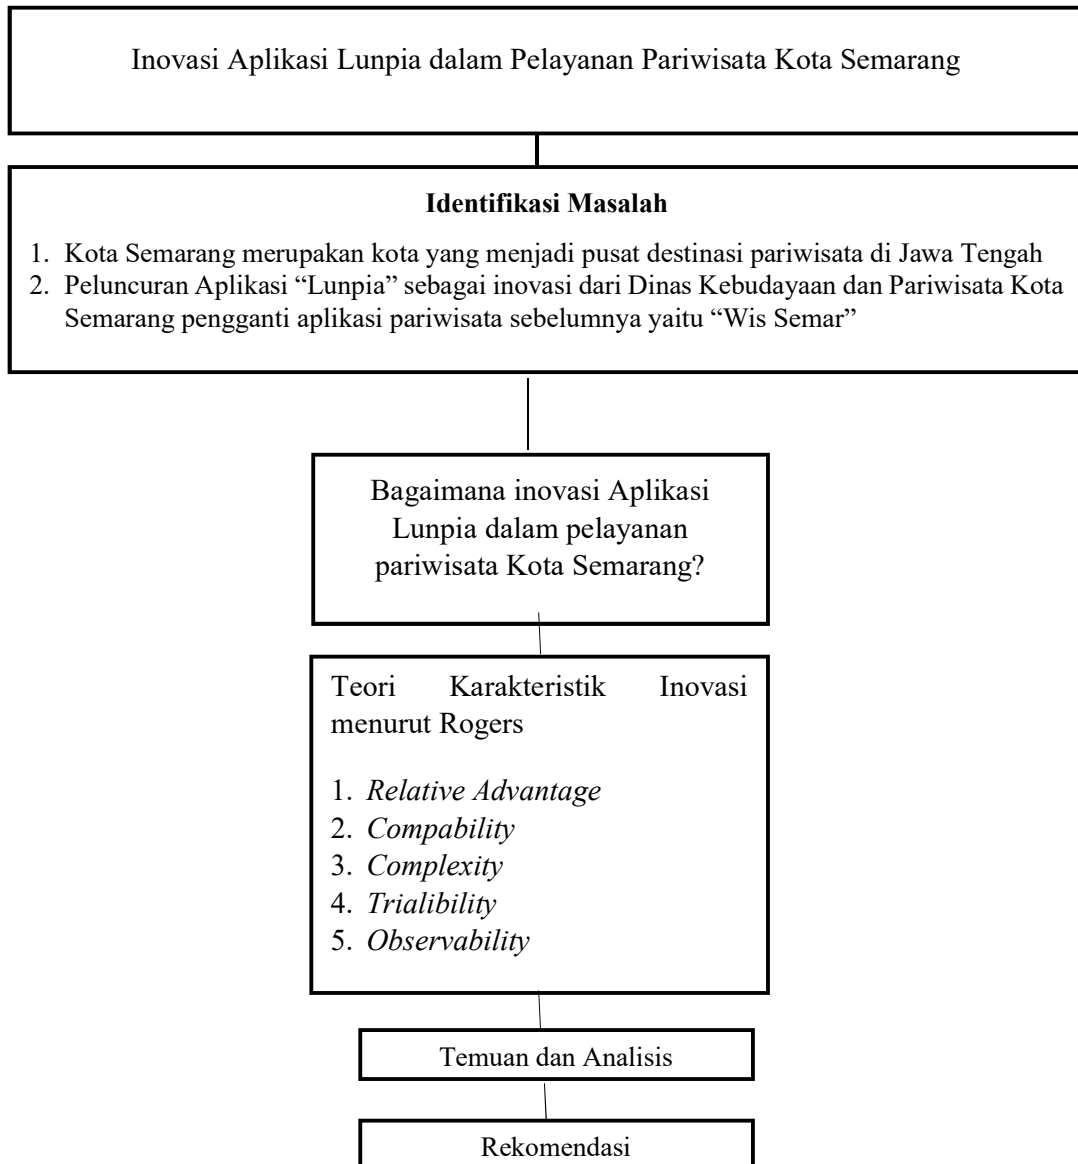 Inovasi Aplikasi Lunpia dalam Pelayanan Pariwisata Kota Semarang
Identifikasi Masalah
1. Kota Semarang merupakan kota yang menjadi pusat destinasi pariwisata di Jawa Tengah
2. Peluncuran Aplikasi “Lunpia” sebagai inovasi dari Dinas Kebudayaan dan Pariwisata Kota
Semarang pengganti aplikasi pariwisata sebelumnya yaitu “Wis Semar”
Bagaimana inovasi Aplikasi
Lunpia dalam pelayanan
pariwisata Kota Semarang?
Teori Karakteristik Inovasi
menurut Rogers
1. Relative Advantage
2. Compability
3. Complexity
4. Trialibility
5. Observability
Temuan dan Analisis
Rekomendasi